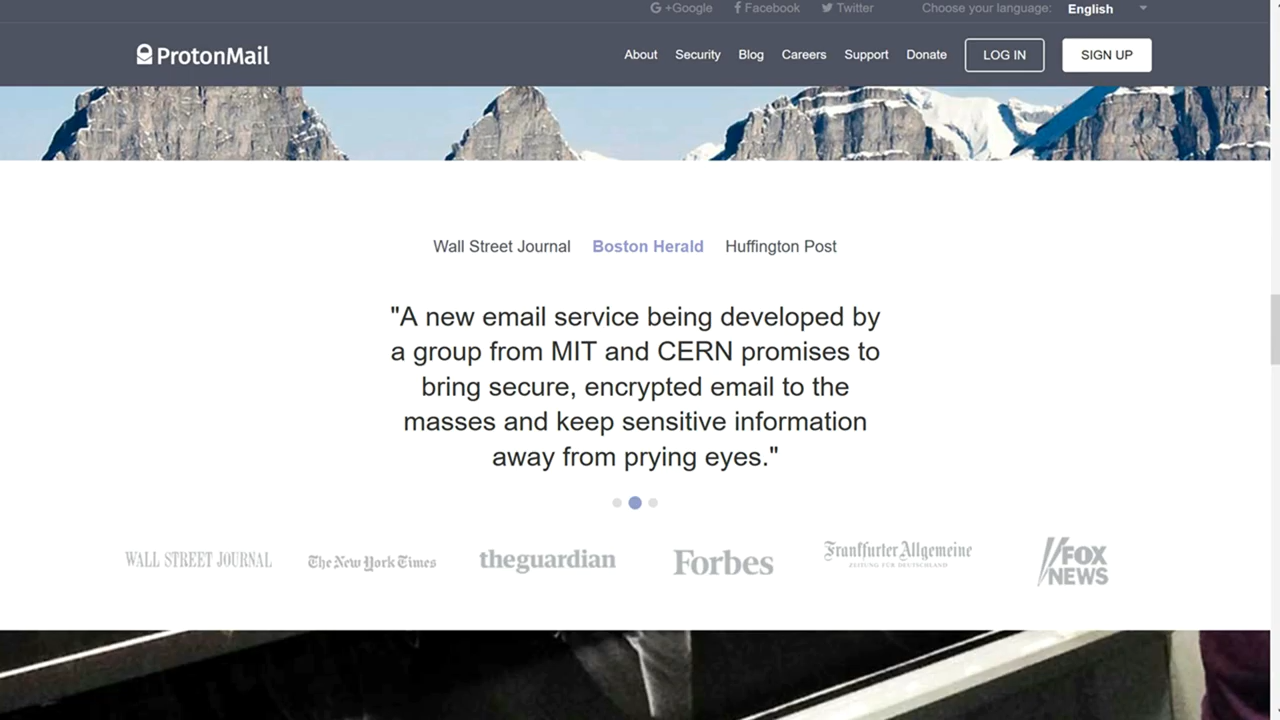 +Google Facebook Twitter Choose your language: English
ProtonMail About Security Blog Careers Support Donate LOG IN SIGN UP
Wall Street Journal Boston Herald Huffington Post
"A new email service being developed by
a group from MIT and CERN promises to
bring secure, encrypted email to the
masses and keep sensitive information
away from prying eyes."
WALL STREET JOURNAL The New York Times theguardian Forbes Frankfurter Allgemeine FOX
ZEITUNG FÜR DEUTSCHLAND NEWS